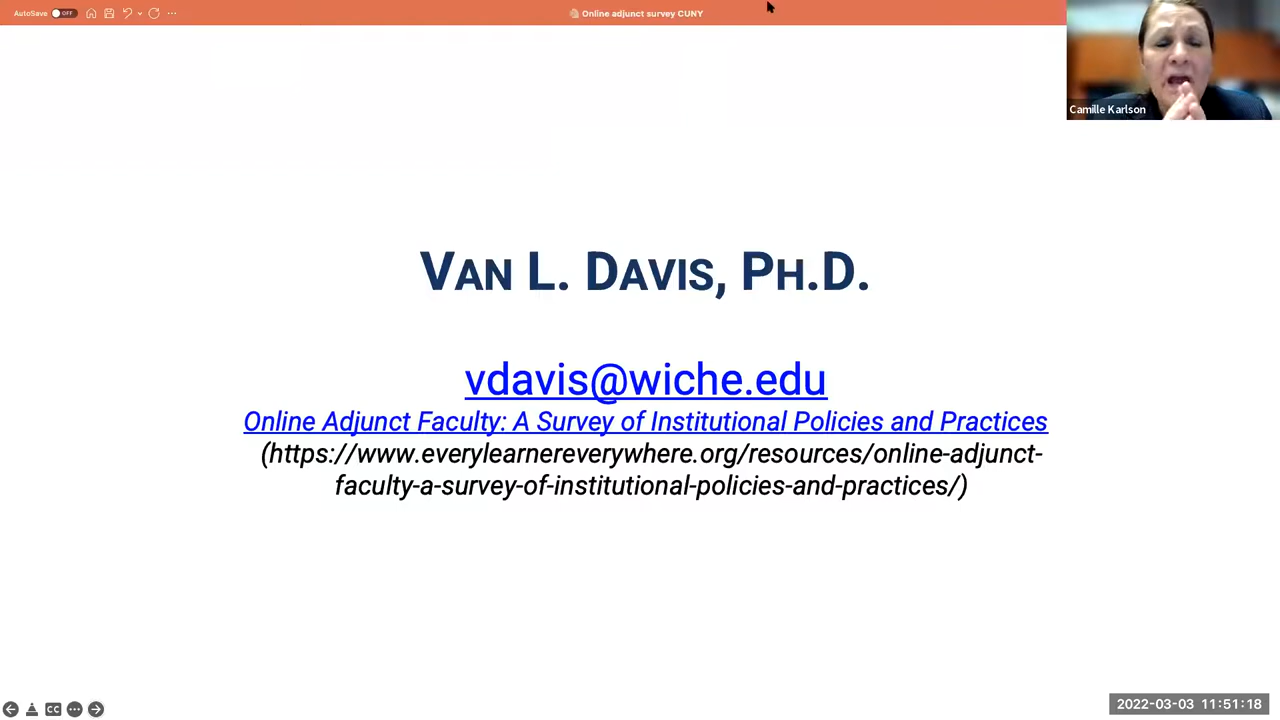 AutoSave OFF
Online adjunct survey CUNY
Camille Karlson
VAN L. DAVIS, PH.D.
vdavis@wiche.edu
Online Adjunct Faculty: A Survey of Institutional Policies and Practices
(https://www.everylearnereverywhere.org/resources/online-adjunct-
faculty-a-survey-of-institutional-policies-and-practices/)
CC
2022-03-03 11:51:18